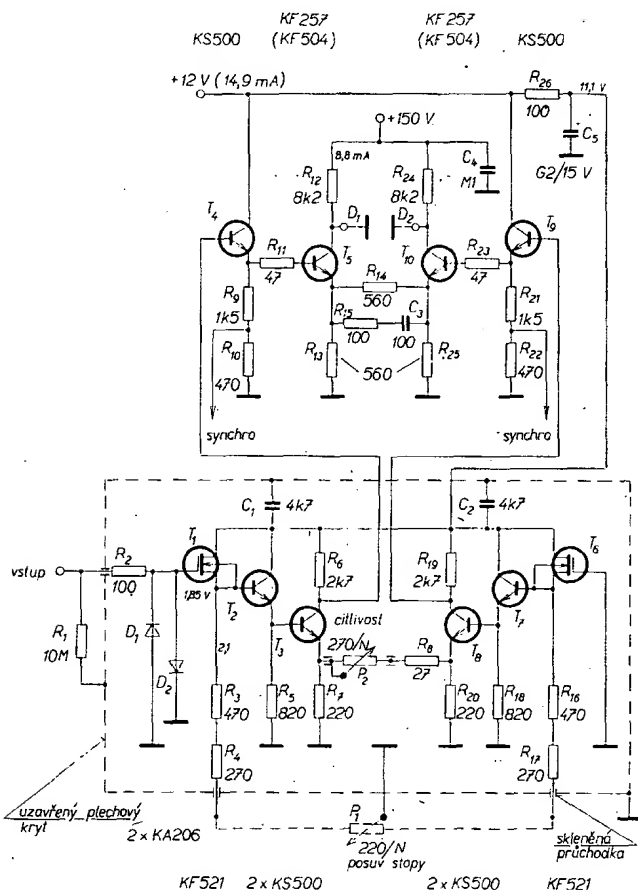 KS500
KF257
(KF504)
KF257
(KF504)
KS500
+12 V (14,9 mA)
R26
100
11,1 V
C5
G2/15 V
+150 V
8,8 mA
R12
8k2
R24
8k2
C4
M1
D1
D2
T4
T5
T10
T9
R11
47
R23
47
R14
560
R15
100
C3
100
R9
1k5
R10
470
R13
560
R25
R21
1k5
R22
470
synchro
synchro
C1
4k7
C2
4k7
T1
T2
T3
T6
T7
T8
vstup
R2
100
1,85 V
R1
10M
D1
D2
2,1
R6
2k7
R19
2k7
citlivost
270/N
P2
R8
27
R3
470
R5
820
R7
220
R20
220
R18
820
R16
470
R4
270
R17
270
uzavřený plechový
kryt
P1
220/N
posuv stopy
skleněná
průchodka
2 x KA206
KF521
2 x KS500
2 x KS500
KF521